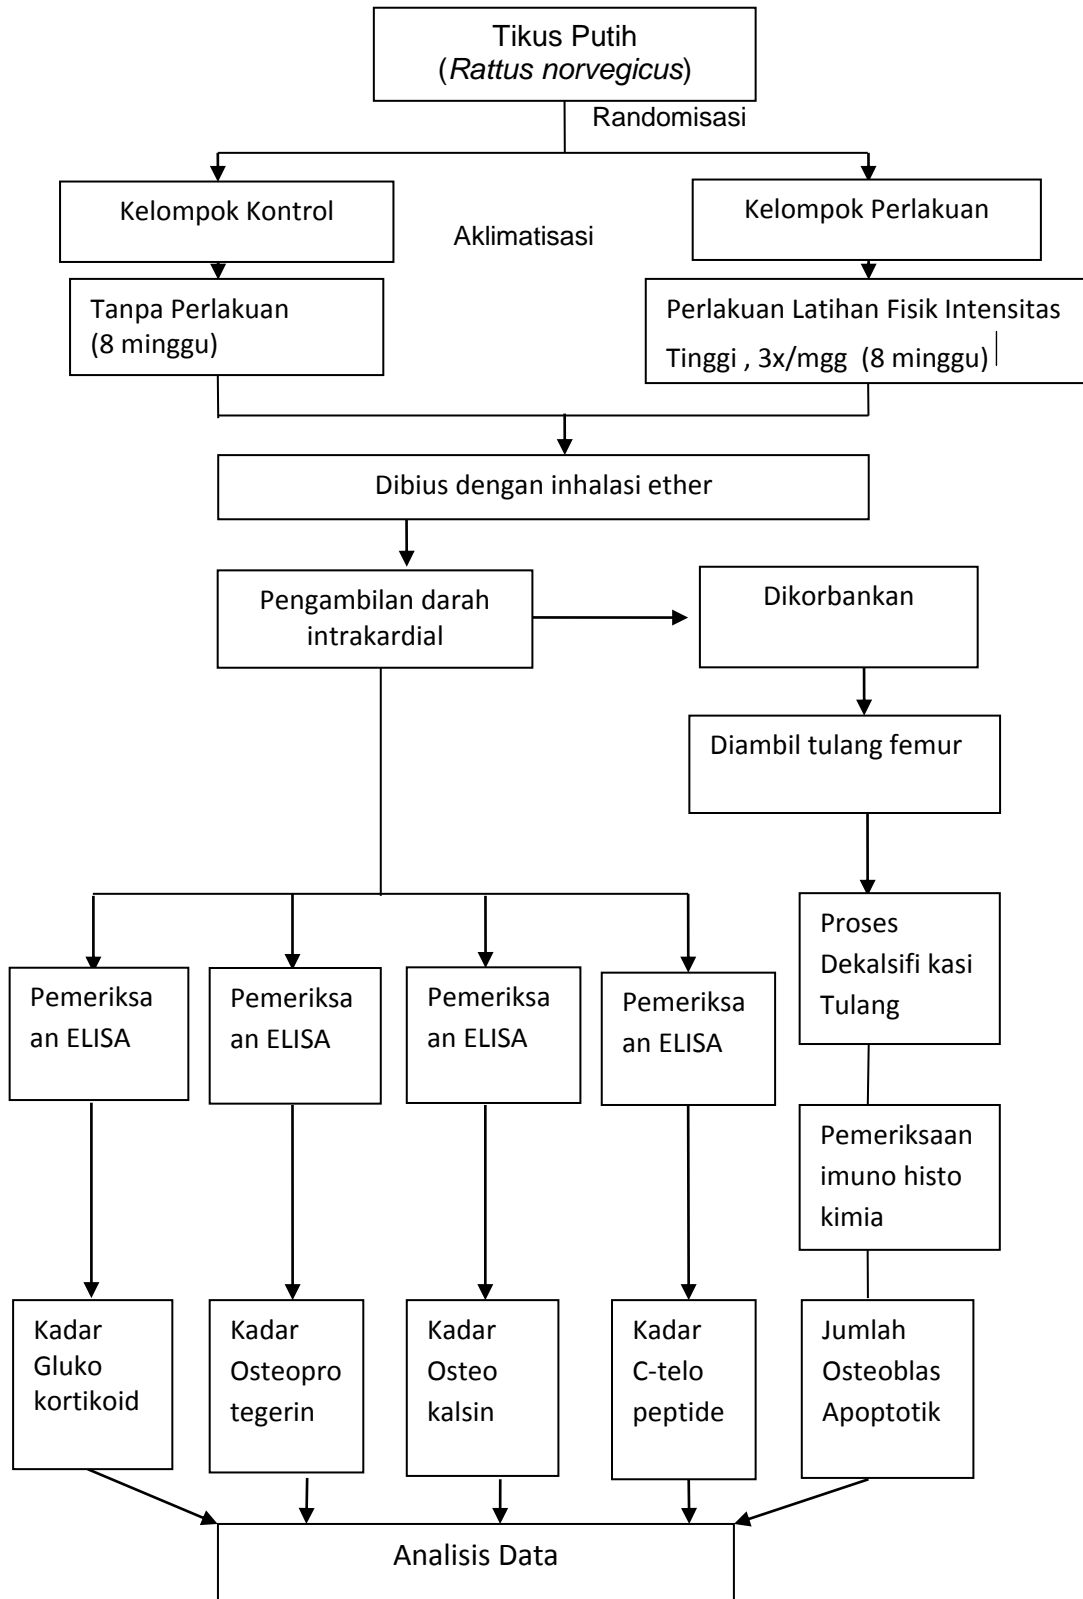 Tikus Putih
(Rattus norvegicus)
Randomisasi
Kelompok Kontrol
Kelompok Perlakuan
Aklimatisasi
Tanpa Perlakuan
(8 minggu)
Perlakuan Latihan Fisik Intensitas
Tinggi , 3x/mgg (8 minggu)
Dibius dengan inhalasi ether
Pengambilan darah
intrakardial
Dikorbankan
Diambil tulang femur
Proses
Dekalsifi kasi
Tulang
Pemeriksa
an ELISA
Pemeriksa
an ELISA
Pemeriksa
an ELISA
Pemeriksa
an ELISA
Pemeriksaan
imuno histo
kimia
Kadar
Gluko
kortikoid
Kadar
Osteopro
tegerin
Kadar
Osteo
kalsin
Kadar
C-telo
peptide
Jumlah
Osteoblas
Apoptotik
Analisis Data